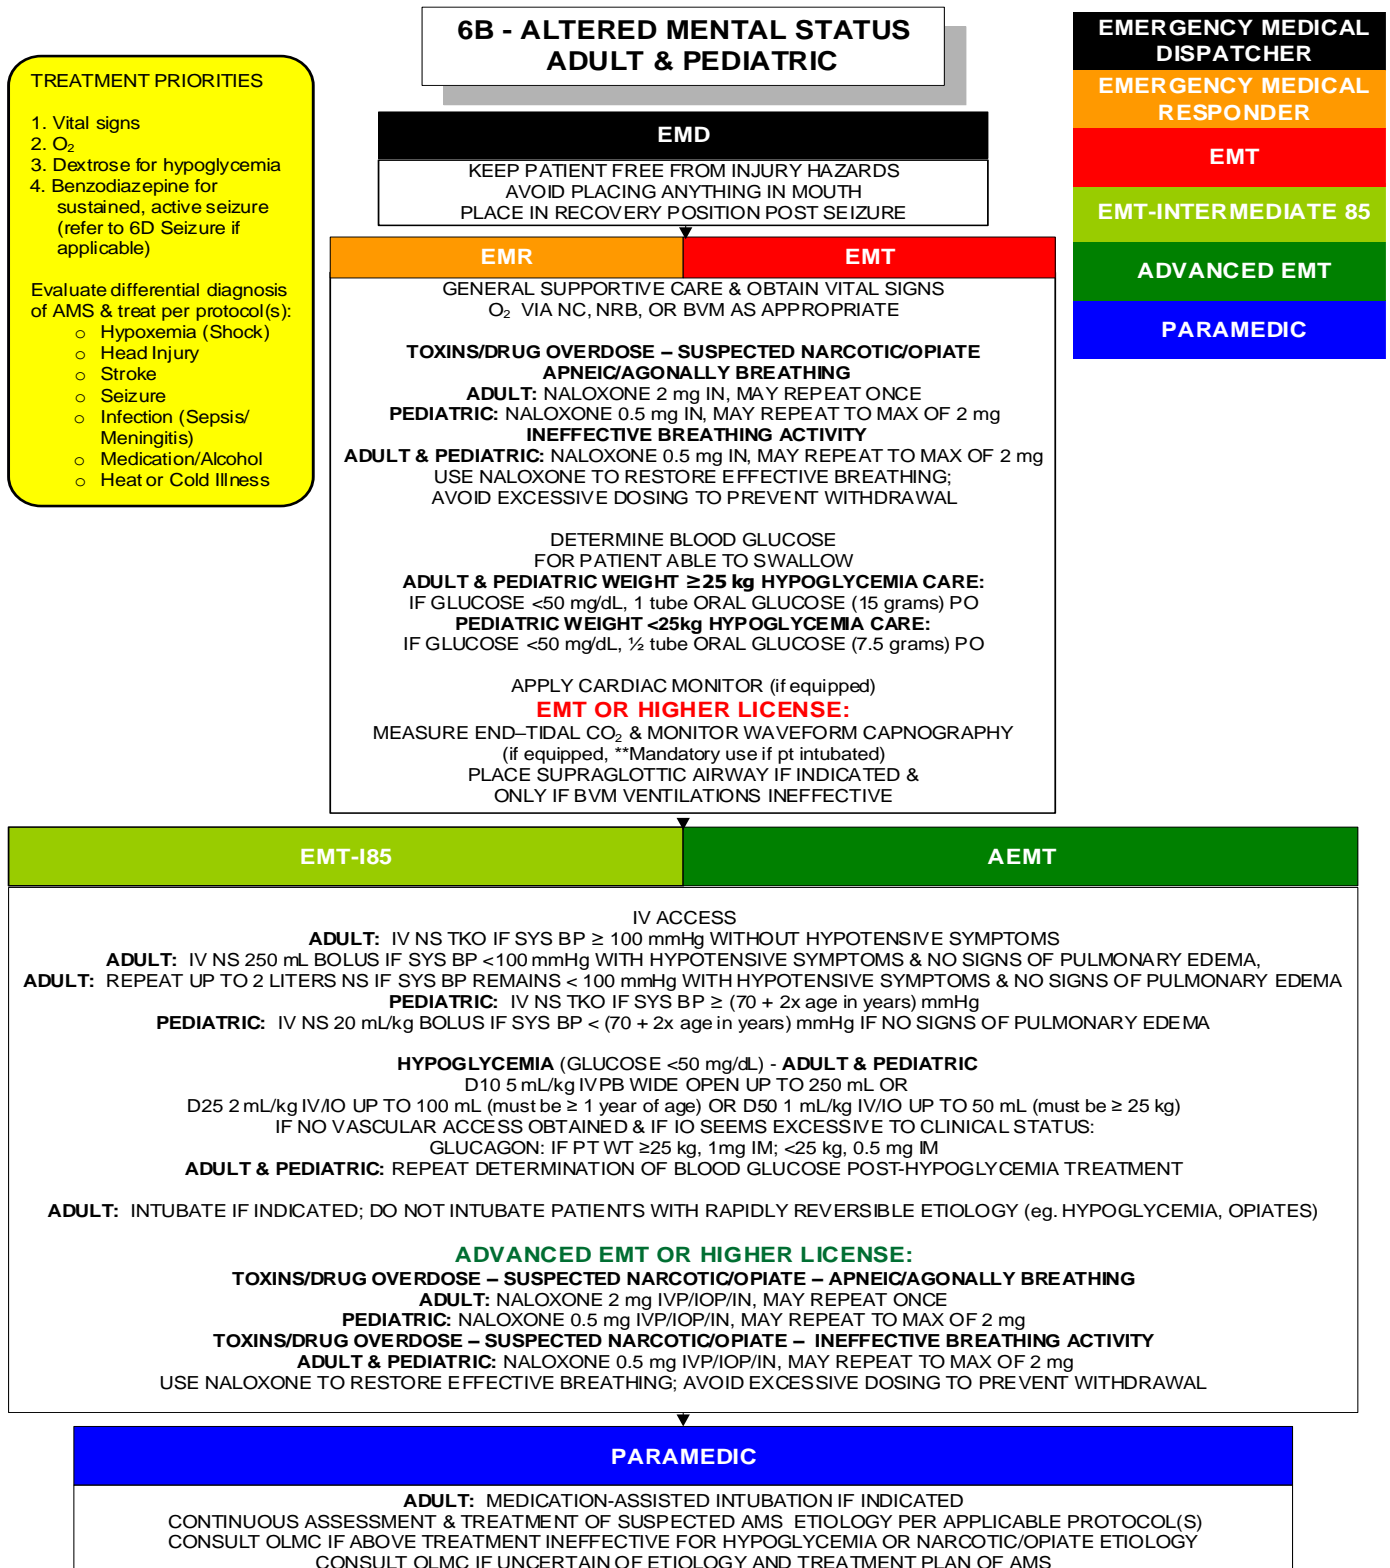 6B - ALTERED MENTAL STATUS
ADULT & PEDIATRIC
EMERGENCY MEDICAL
DISPATCHER
EMERGENCY MEDICAL
RESPONDER
EMT
EMT-INTERMEDIATE 85
ADVANCED EMT
PARAMEDIC
TREATMENT PRIORITIES
1. Vital signs
2. O₂
3. Dextrose for hypoglycemia
4. Benzodiazepine for
sustained, active seizure
(refer to 6D Seizure if
applicable)
Evaluate differential diagnosis
of AMS & treat per protocol(s):
o Hypoxemia (Shock)
o Head Injury
o Stroke
o Seizure
o Infection (Sepsis/
Meningitis)
o Medication/Alcohol
o Heat or Cold Illness
EMD
KEEP PATIENT FREE FROM INJURY HAZARDS
AVOID PLACING ANYTHING IN MOUTH
PLACE IN RECOVERY POSITION POST SEIZURE
EMR
EMT
GENERAL SUPPORTIVE CARE & OBTAIN VITAL SIGNS
O₂ VIA NC, NRB, OR BVM AS APPROPRIATE
TOXINS/DRUG OVERDOSE – SUSPECTED NARCOTIC/OPIATE
APNEIC/AGONALLY BREATHING
ADULT: NALOXONE 2 mg IN, MAY REPEAT ONCE
PEDIATRIC: NALOXONE 0.5 mg IN, MAY REPEAT TO MAX OF 2 mg
INEFFECTIVE BREATHING ACTIVITY
ADULT & PEDIATRIC: NALOXONE 0.5 mg IN, MAY REPEAT TO MAX OF 2 mg
USE NALOXONE TO RESTORE EFFECTIVE BREATHING;
AVOID EXCESSIVE DOSING TO PREVENT WITHDRAWAL
DETERMINE BLOOD GLUCOSE
FOR PATIENT ABLE TO SWALLOW
ADULT & PEDIATRIC WEIGHT ≥25 kg HYPOGLYCEMIA CARE:
IF GLUCOSE <50 mg/dL, 1 tube ORAL GLUCOSE (15 grams) PO
PEDIATRIC WEIGHT <25kg HYPOGLYCEMIA CARE:
IF GLUCOSE <50 mg/dL, ½ tube ORAL GLUCOSE (7.5 grams) PO
APPLY CARDIAC MONITOR (if equipped)
EMT OR HIGHER LICENSE:
MEASURE END–TIDAL CO₂ & MONITOR WAVEFORM CAPNOGRAPHY
(if equipped, **Mandatory use if pt intubated)
PLACE SUPRAGLOTTIC AIRWAY IF INDICATED &
ONLY IF BVM VENTILATIONS INEFFECTIVE
EMT-I85
AEMT
IV ACCESS
ADULT: IV NS TKO IF SYS BP ≥ 100 mmHg WITHOUT HYPOTENSIVE SYMPTOMS
ADULT: IV NS 250 mL BOLUS IF SYS BP <100 mmHg WITH HYPOTENSIVE SYMPTOMS & NO SIGNS OF PULMONARY EDEMA,
ADULT: REPEAT UP TO 2 LITERS NS IF SYS BP REMAINS < 100 mmHg WITH HYPOTENSIVE SYMPTOMS & NO SIGNS OF PULMONARY EDEMA
PEDIATRIC: IV NS TKO IF SYS BP ≥ (70 + 2x age in years) mmHg
PEDIATRIC: IV NS 20 mL/kg BOLUS IF SYS BP < (70 + 2x age in years) mmHg IF NO SIGNS OF PULMONARY EDEMA
HYPOGLYCEMIA (GLUCOSE <50 mg/dL) - ADULT & PEDIATRIC
D10 5 mL/kg IVPB WIDE OPEN UP TO 250 mL OR
D25 2 mL/kg IV/IO UP TO 100 mL (must be ≥ 1 year of age) OR D50 1 mL/kg IV/IO UP TO 50 mL (must be ≥ 25 kg)
IF NO VASCULAR ACCESS OBTAINED & IF IO SEEMS EXCESSIVE TO CLINICAL STATUS:
GLUCAGON: IF PT WT ≥25 kg, 1mg IM; <25 kg, 0.5 mg IM
ADULT & PEDIATRIC: REPEAT DETERMINATION OF BLOOD GLUCOSE POST-HYPOGLYCEMIA TREATMENT
ADULT: INTUBATE IF INDICATED; DO NOT INTUBATE PATIENTS WITH RAPIDLY REVERSIBLE ETIOLOGY (eg. HYPOGLYCEMIA, OPIATES)
ADVANCED EMT OR HIGHER LICENSE:
TOXINS/DRUG OVERDOSE – SUSPECTED NARCOTIC/OPIATE – APNEIC/AGONALLY BREATHING
ADULT: NALOXONE 2 mg IVP/IOP/IN, MAY REPEAT ONCE
PEDIATRIC: NALOXONE 0.5 mg IVP/IOP/IN, MAY REPEAT TO MAX OF 2 mg
TOXINS/DRUG OVERDOSE – SUSPECTED NARCOTIC/OPIATE – INEFFECTIVE BREATHING ACTIVITY
ADULT & PEDIATRIC: NALOXONE 0.5 mg IVP/IOP/IN, MAY REPEAT TO MAX OF 2 mg
USE NALOXONE TO RESTORE EFFECTIVE BREATHING; AVOID EXCESSIVE DOSING TO PREVENT WITHDRAWAL
PARAMEDIC
ADULT: MEDICATION-ASSISTED INTUBATION IF INDICATED
CONTINUOUS ASSESSMENT & TREATMENT OF SUSPECTED AMS ETIOLOGY PER APPLICABLE PROTOCOL(S)
CONSULT OLMC IF ABOVE TREATMENT INEFFECTIVE FOR HYPOGLYCEMIA OR NARCOTIC/OPIATE ETIOLOGY
CONSULT OLMC IF UNCERTAIN OF ETIOLOGY AND TREATMENT PLAN OF AMS